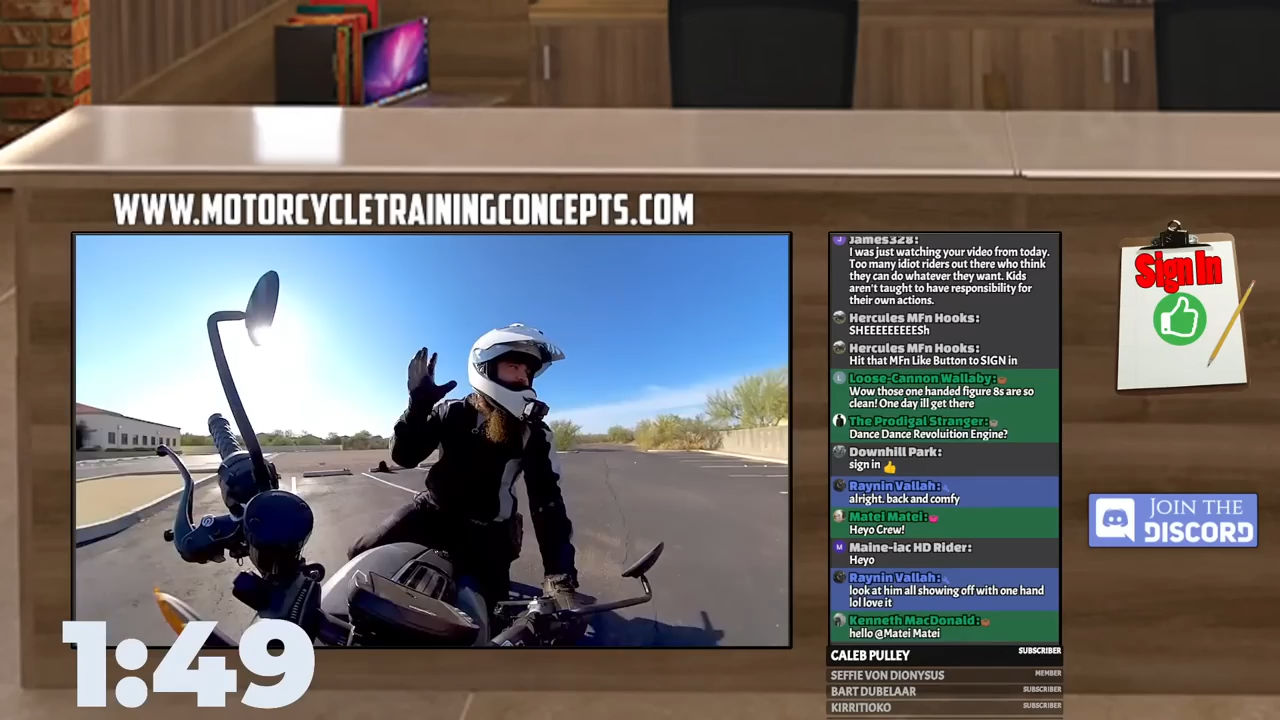 WWW.MOTORCYCLETRAININGCONCEPTS.COM
James328:
I was just watching your video from today.
Too many idiot riders out there who think
they can do whatever they want. Kids
aren't taught to have responsibility for
their own actions.
Hercules MFn Hooks:
SHEEEEEEEEESh
Hercules MFn Hooks:
Hit that MFn Like Button to SIGN in
Loose-Cannon Wallaby:
Wow those one handed figure 8s are so
clean! One day ill get there
The Prodigal Stranger:
Dance Dance Revoluition Engine?
Downhill Park:
sign in 👍
Raynin Vallah:
alright. back and comfy
Matei Matei:
Heyo Crew!
Maine-iac HD Rider:
Heyo
Raynin Vallah:
look at him all showing off with one hand
lol love it
Kenneth MacDonald:
hello @Matei Matei
CALEB PULLEY SUBSCRIBER
SEFFIE VON DIONYSUS MEMBER
BART DUBELAAR SUBSCRIBER
KIRRITIOKO SUBSCRIBER
Sign In
JOIN THE
DISCORD
1:49